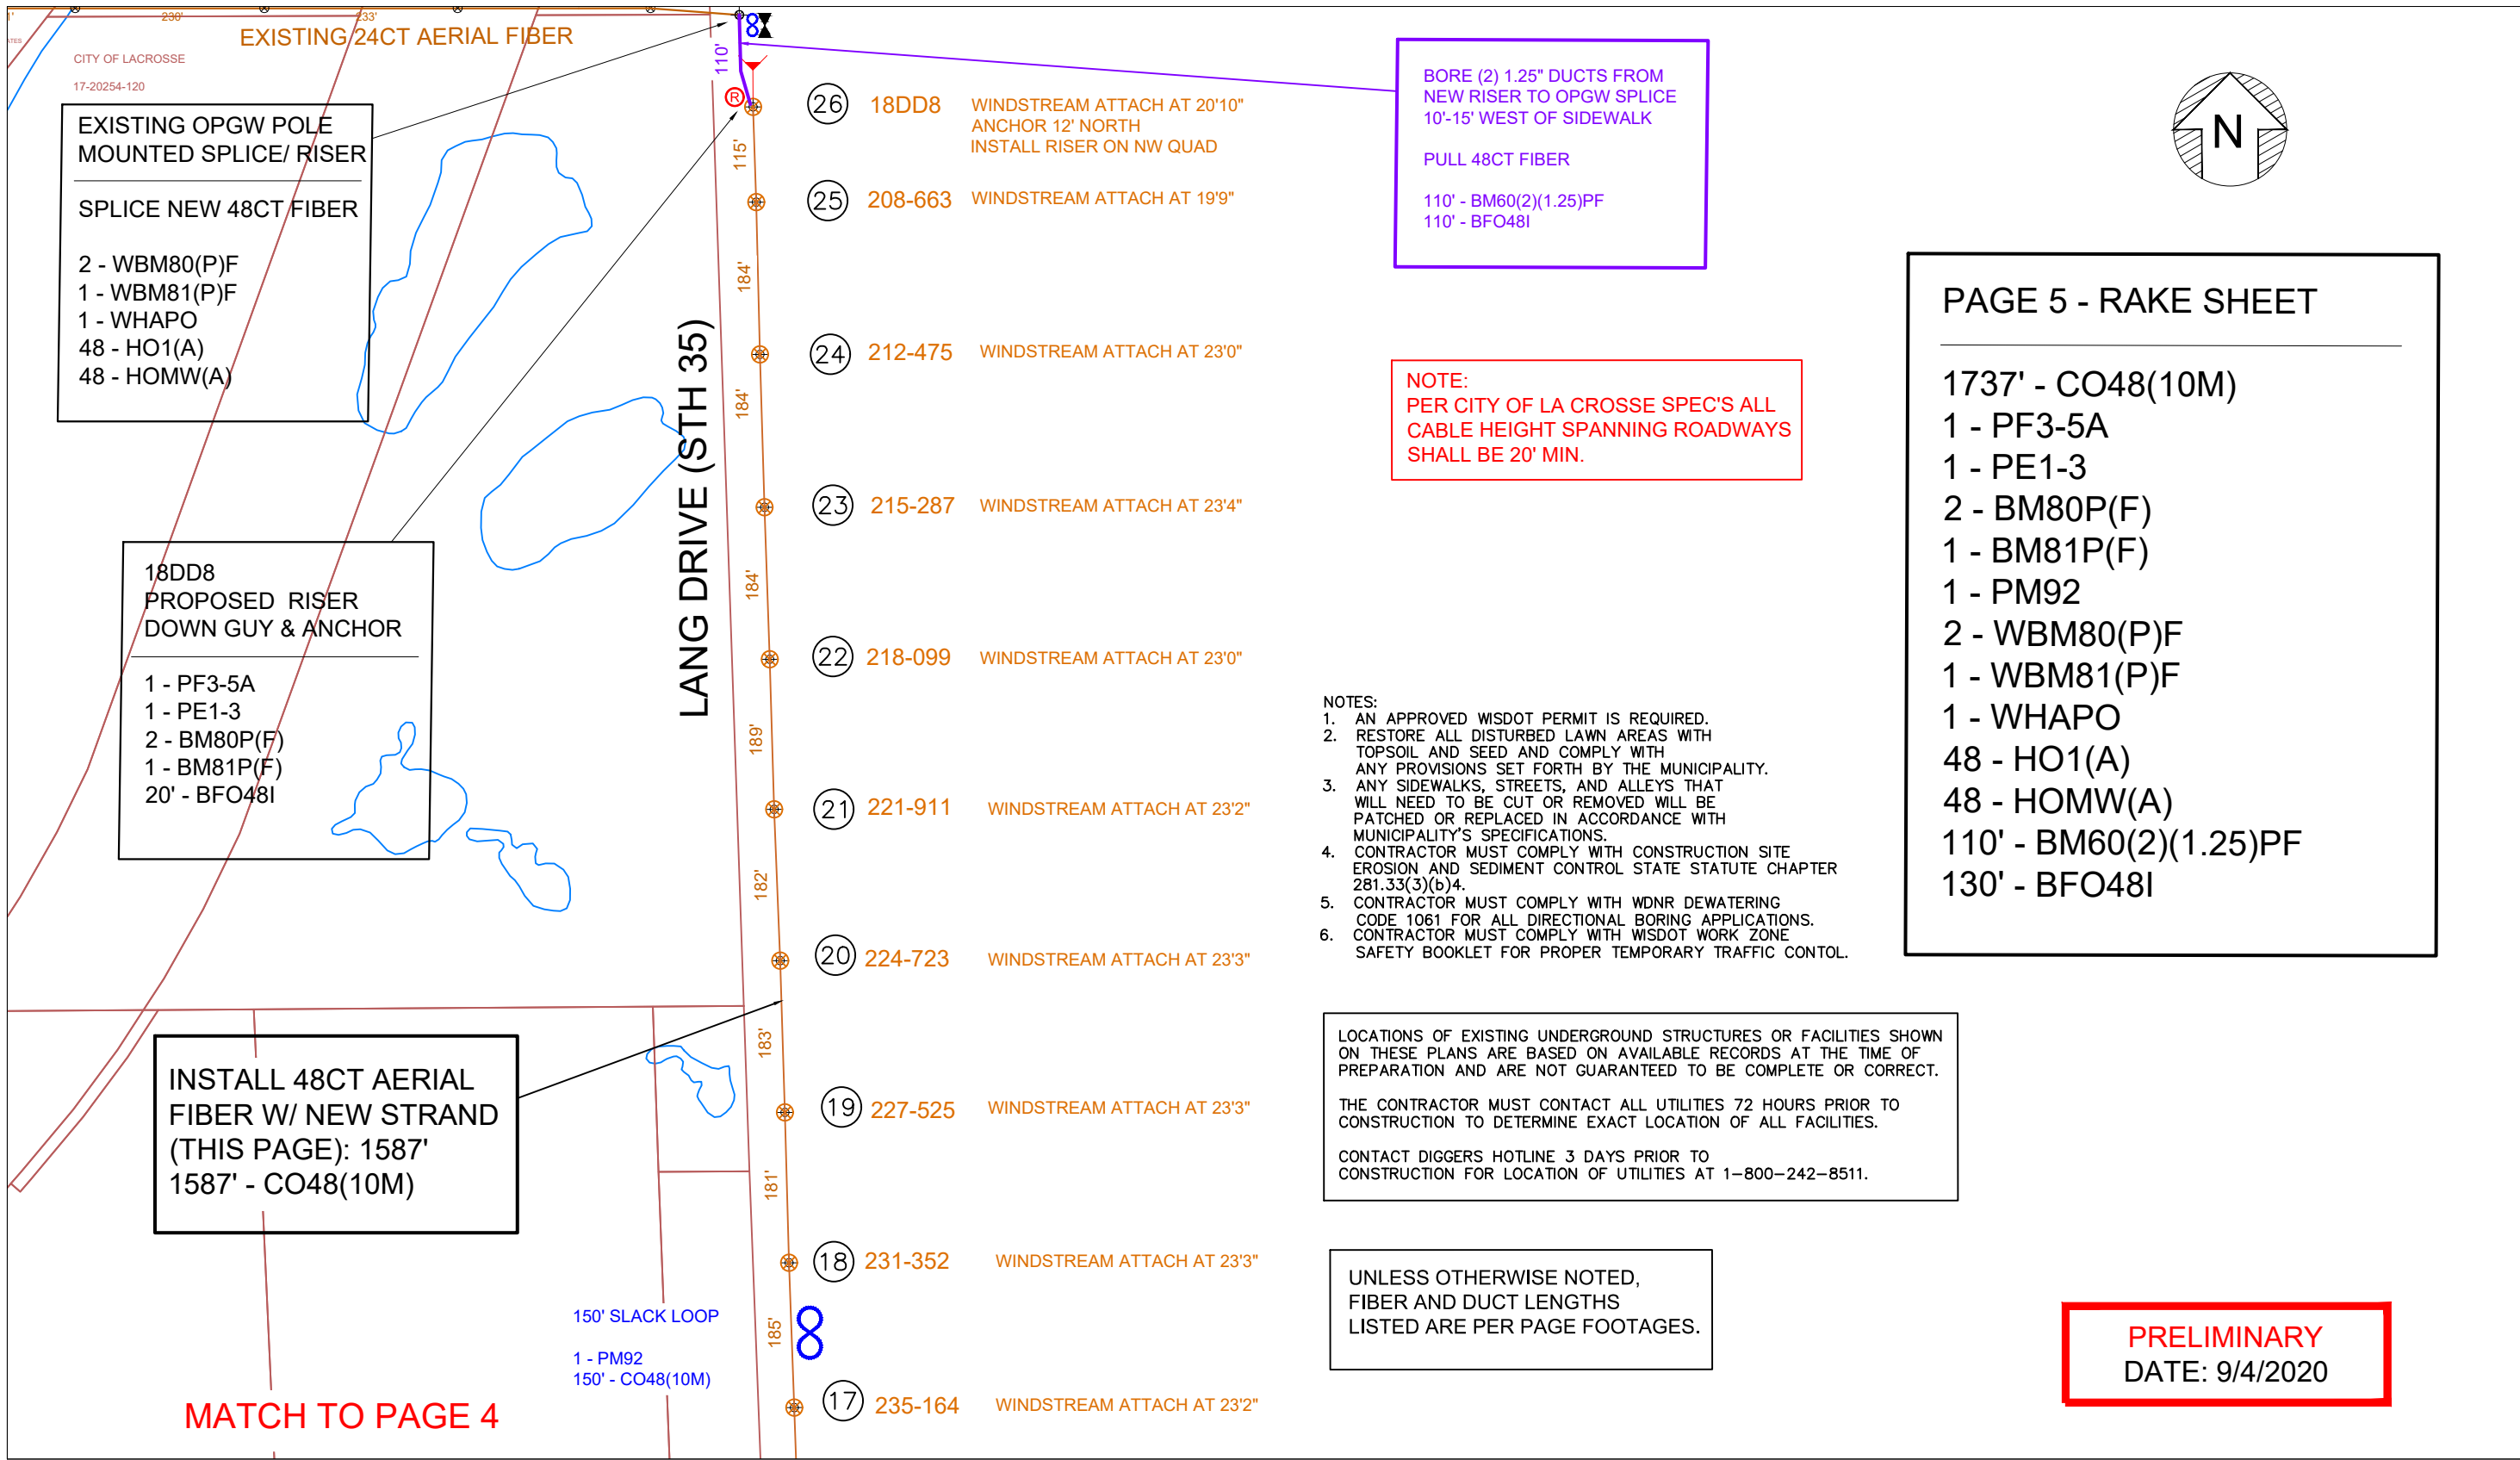 1'
230'
233'
EXISTING 24CT AERIAL FIBER
CITY OF LACROSSE
17-20254-120
EXISTING OPGW POLE
MOUNTED SPLICE/ RISER
SPLICE NEW 48CT FIBER
2 - WBM80(P)F
1 - WBM81(P)F
1 - WHAPO
48 - HO1(A)
48 - HOMW(A)
18DD8
PROPOSED RISER
DOWN GUY & ANCHOR
1 - PF3-5A
1 - PE1-3
2 - BM80P(F)
1 - BM81P(F)
20' - BFO48I
INSTALL 48CT AERIAL
FIBER W/ NEW STRAND
(THIS PAGE): 1587'
1587' - CO48(10M)
150' SLACK LOOP
1 - PM92
150' - CO48(10M)
MATCH TO PAGE 4
LANG DRIVE (STH 35)
110'
R
115'
184'
184'
184'
189'
182'
183'
181'
185'
26 18DD8 WINDSTREAM ATTACH AT 20'10"
ANCHOR 12' NORTH
INSTALL RISER ON NW QUAD
25 208-663 WINDSTREAM ATTACH AT 19'9"
24 212-475 WINDSTREAM ATTACH AT 23'0"
23 215-287 WINDSTREAM ATTACH AT 23'4"
22 218-099 WINDSTREAM ATTACH AT 23'0"
21 221-911 WINDSTREAM ATTACH AT 23'2"
20 224-723 WINDSTREAM ATTACH AT 23'3"
19 227-525 WINDSTREAM ATTACH AT 23'3"
18 231-352 WINDSTREAM ATTACH AT 23'3"
17 235-164 WINDSTREAM ATTACH AT 23'2"
BORE (2) 1.25" DUCTS FROM
NEW RISER TO OPGW SPLICE
10'-15' WEST OF SIDEWALK
PULL 48CT FIBER
110' - BM60(2)(1.25)PF
110' - BFO48I
NOTE:
PER CITY OF LA CROSSE SPEC'S ALL
CABLE HEIGHT SPANNING ROADWAYS
SHALL BE 20' MIN.
NOTES:
1. AN APPROVED WISDOT PERMIT IS REQUIRED.
2. RESTORE ALL DISTURBED LAWN AREAS WITH
TOPSOIL AND SEED AND COMPLY WITH
ANY PROVISIONS SET FORTH BY THE MUNICIPALITY.
3. ANY SIDEWALKS, STREETS, AND ALLEYS THAT
WILL NEED TO BE CUT OR REMOVED WILL BE
PATCHED OR REPLACED IN ACCORDANCE WITH
MUNICIPALITY'S SPECIFICATIONS.
4. CONTRACTOR MUST COMPLY WITH CONSTRUCTION SITE
EROSION AND SEDIMENT CONTROL STATE STATUTE CHAPTER
281.33(3)(b)4.
5. CONTRACTOR MUST COMPLY WITH WDNR DEWATERING
CODE 1061 FOR ALL DIRECTIONAL BORING APPLICATIONS.
6. CONTRACTOR MUST COMPLY WITH WISDOT WORK ZONE
SAFETY BOOKLET FOR PROPER TEMPORARY TRAFFIC CONTOL.
LOCATIONS OF EXISTING UNDERGROUND STRUCTURES OR FACILITIES SHOWN
ON THESE PLANS ARE BASED ON AVAILABLE RECORDS AT THE TIME OF
PREPARATION AND ARE NOT GUARANTEED TO BE COMPLETE OR CORRECT.
THE CONTRACTOR MUST CONTACT ALL UTILITIES 72 HOURS PRIOR TO
CONSTRUCTION TO DETERMINE EXACT LOCATION OF ALL FACILITIES.
CONTACT DIGGERS HOTLINE 3 DAYS PRIOR TO
CONSTRUCTION FOR LOCATION OF UTILITIES AT 1-800-242-8511.
UNLESS OTHERWISE NOTED,
FIBER AND DUCT LENGTHS
LISTED ARE PER PAGE FOOTAGES.
N
PAGE 5 - RAKE SHEET
1737' - CO48(10M)
1 - PF3-5A
1 - PE1-3
2 - BM80P(F)
1 - BM81P(F)
1 - PM92
2 - WBM80(P)F
1 - WBM81(P)F
1 - WHAPO
48 - HO1(A)
48 - HOMW(A)
110' - BM60(2)(1.25)PF
130' - BFO48I
PRELIMINARY
DATE: 9/4/2020